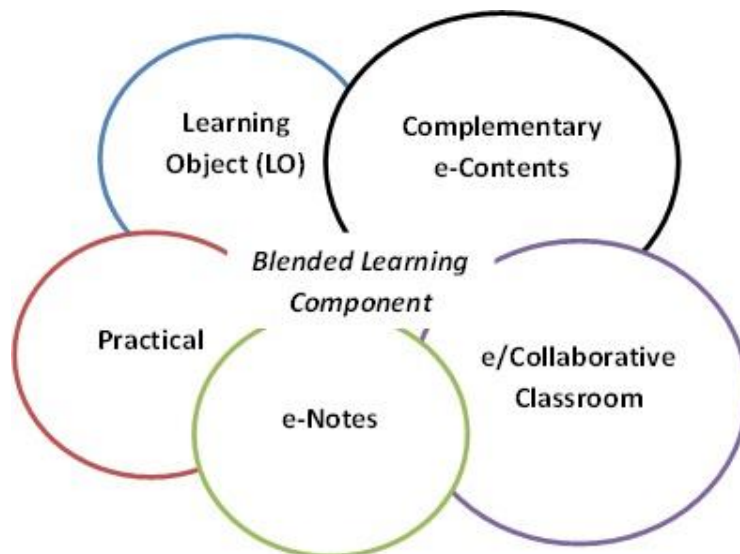 Learning
Object (LO)
Complementary
e-Contents
Blended Learning
Component
Practical
e/Collaborative
Classroom
e-Notes